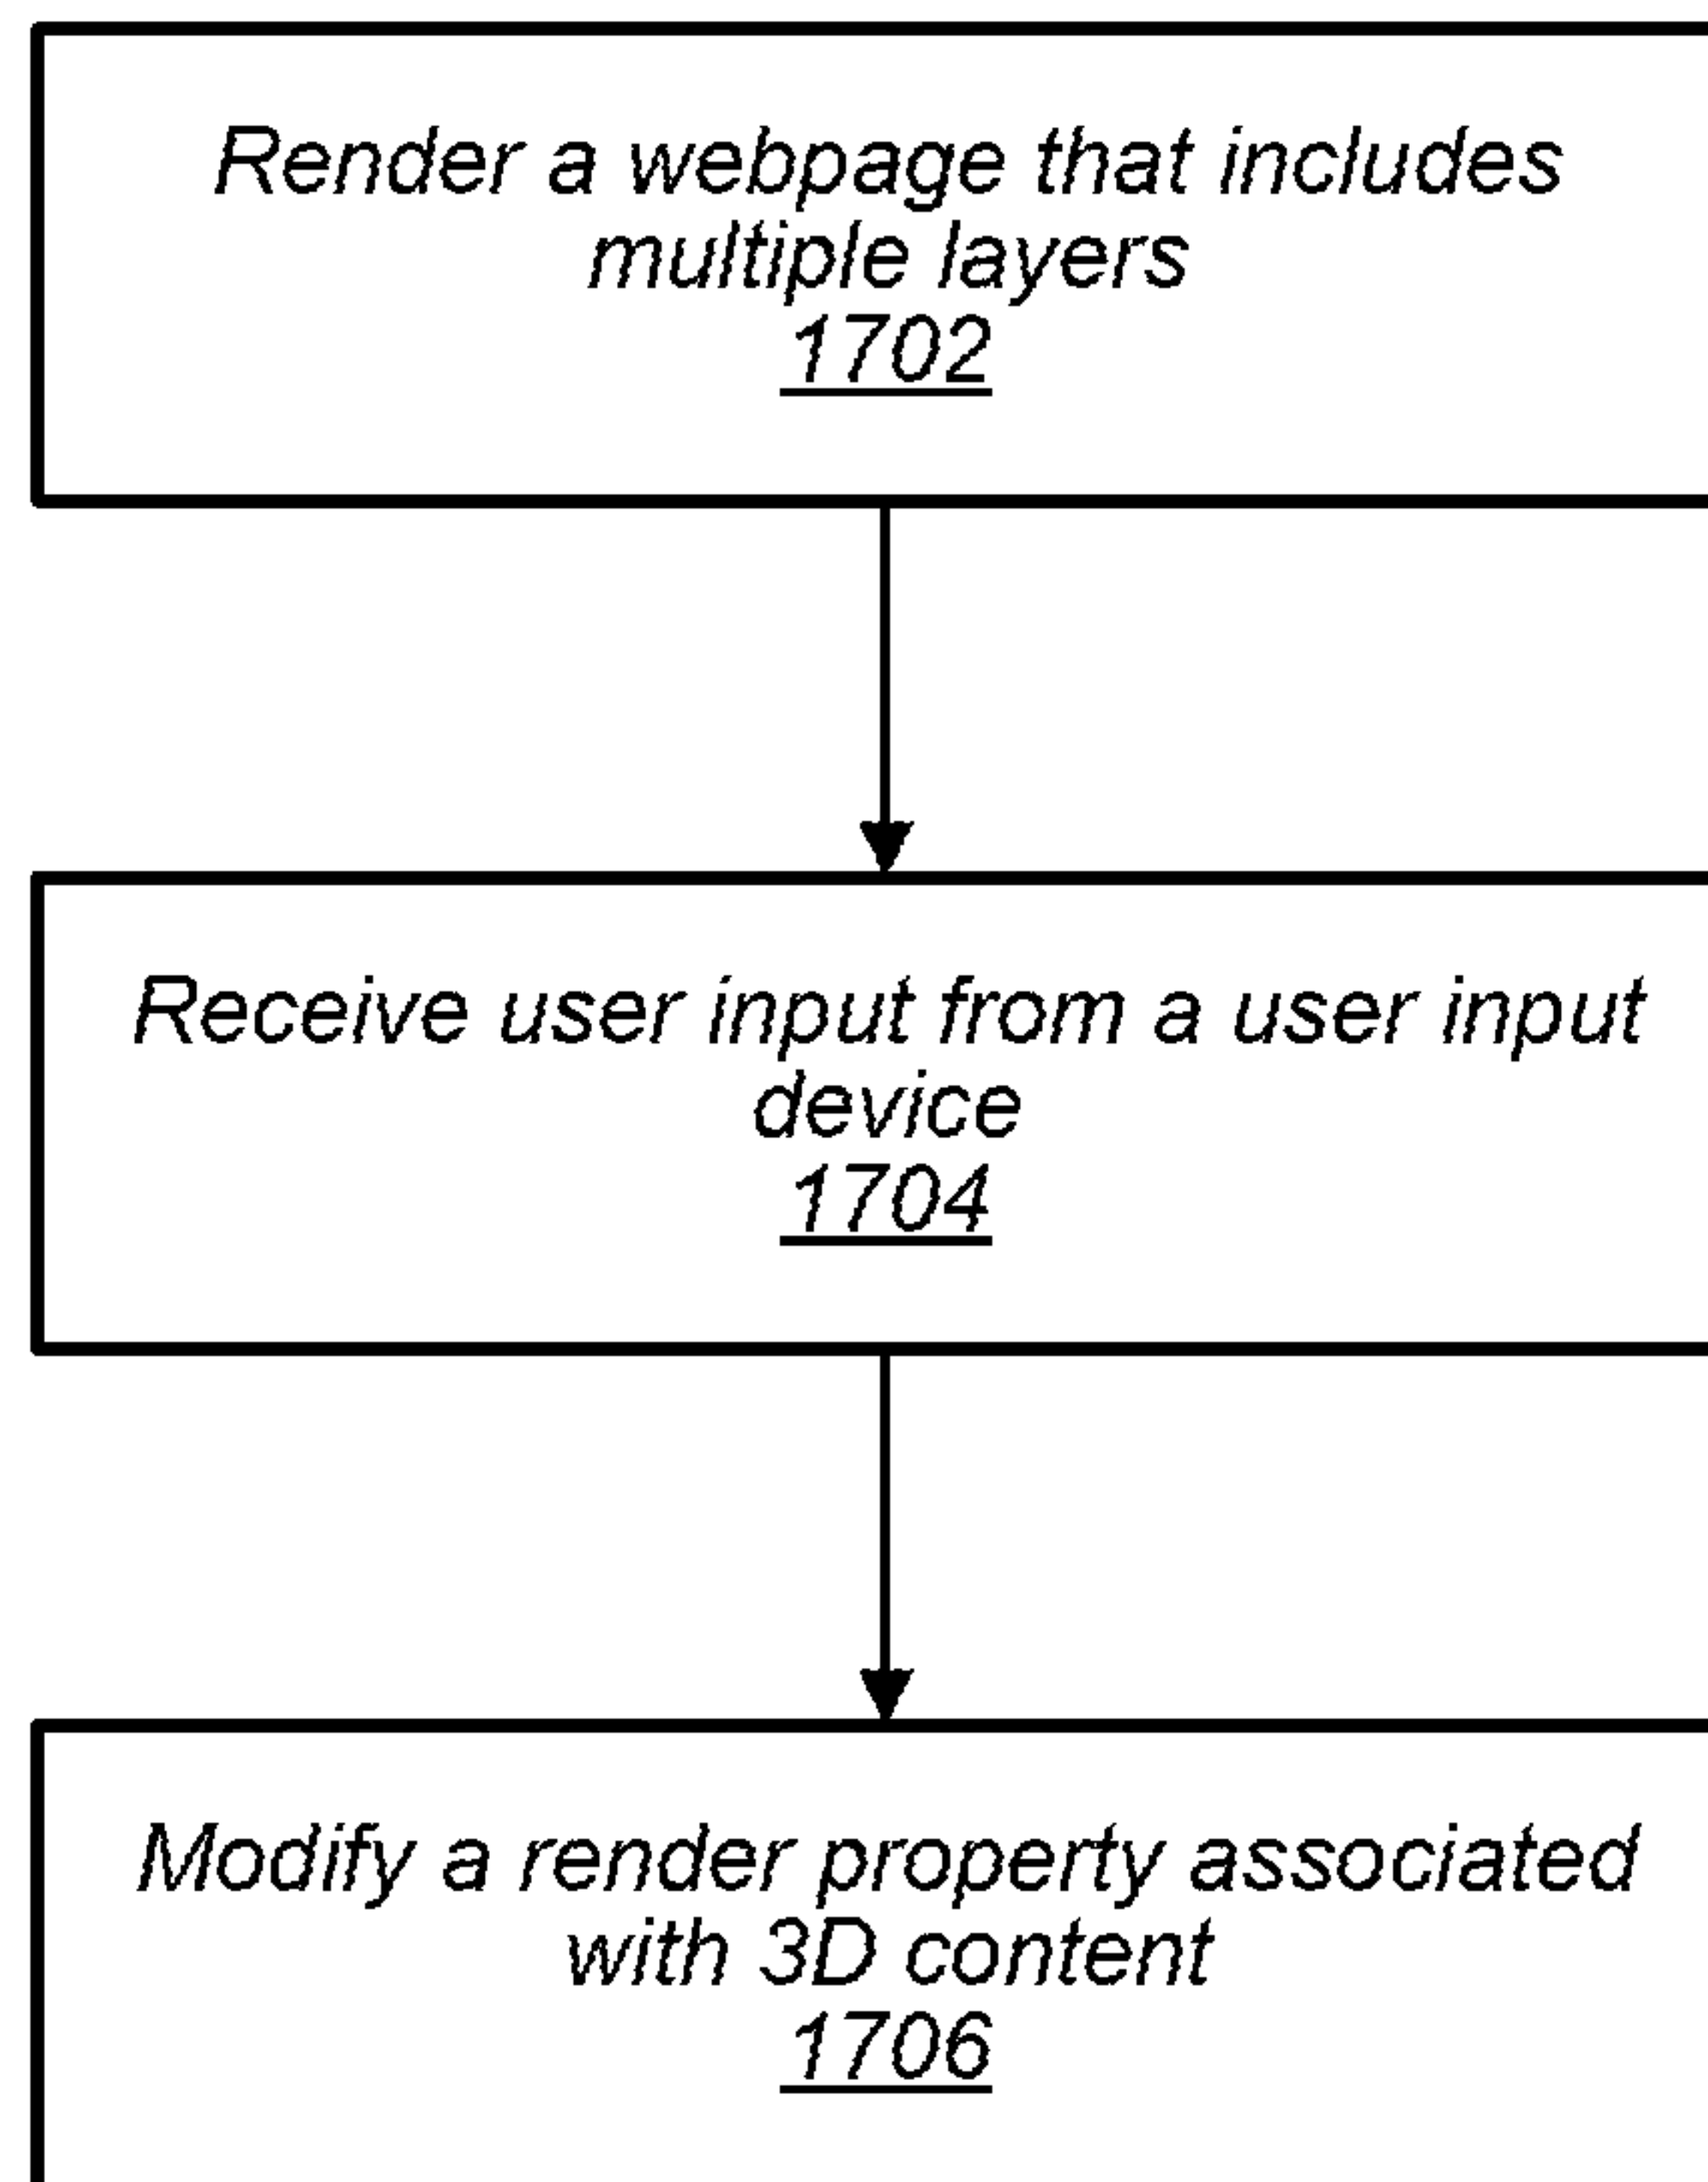 Render a webpage that includes
multiple layers
1702
Receive user input from a user input
device
1704
Modify a render property associated
with 3D content
1706